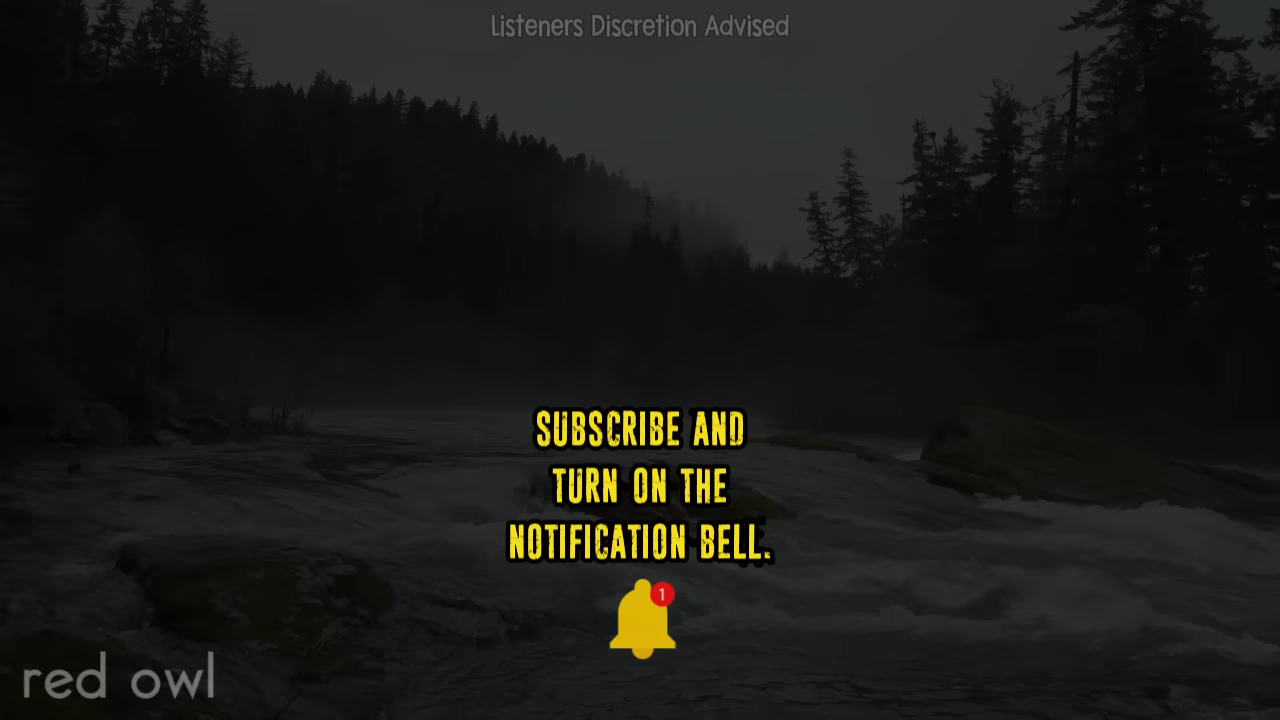 Listeners Discretion Advised
SUBSCRIBE AND
TURN ON THE
NOTIFICATION BELL.
1
red owl